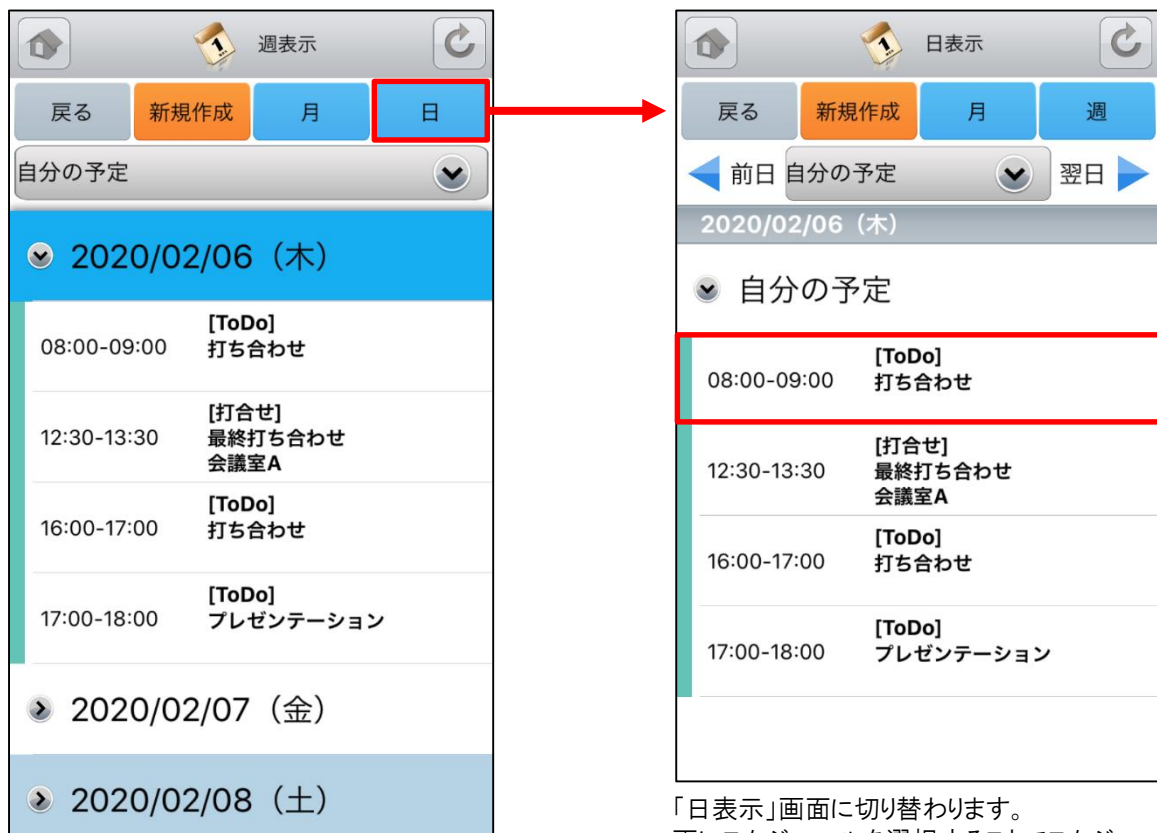 週表示
戻る 新規作成 月 日
自分の予定
2020/02/06（木）
08:00-09:00 [ToDo]
打ち合わせ
12:30-13:30 [打合せ]
最終打ち合わせ
会議室A
16:00-17:00 [ToDo]
打ち合わせ
17:00-18:00 [ToDo]
プレゼンテーション
2020/02/07（金）
2020/02/08（土）
日表示
戻る 新規作成 月 週
前日 自分の予定 翌日
2020/02/06（木）
自分の予定
08:00-09:00 [ToDo]
打ち合わせ
12:30-13:30 [打合せ]
最終打ち合わせ
会議室A
16:00-17:00 [ToDo]
打ち合わせ
17:00-18:00 [ToDo]
プレゼンテーション
「日表示」画面に切り替わります。